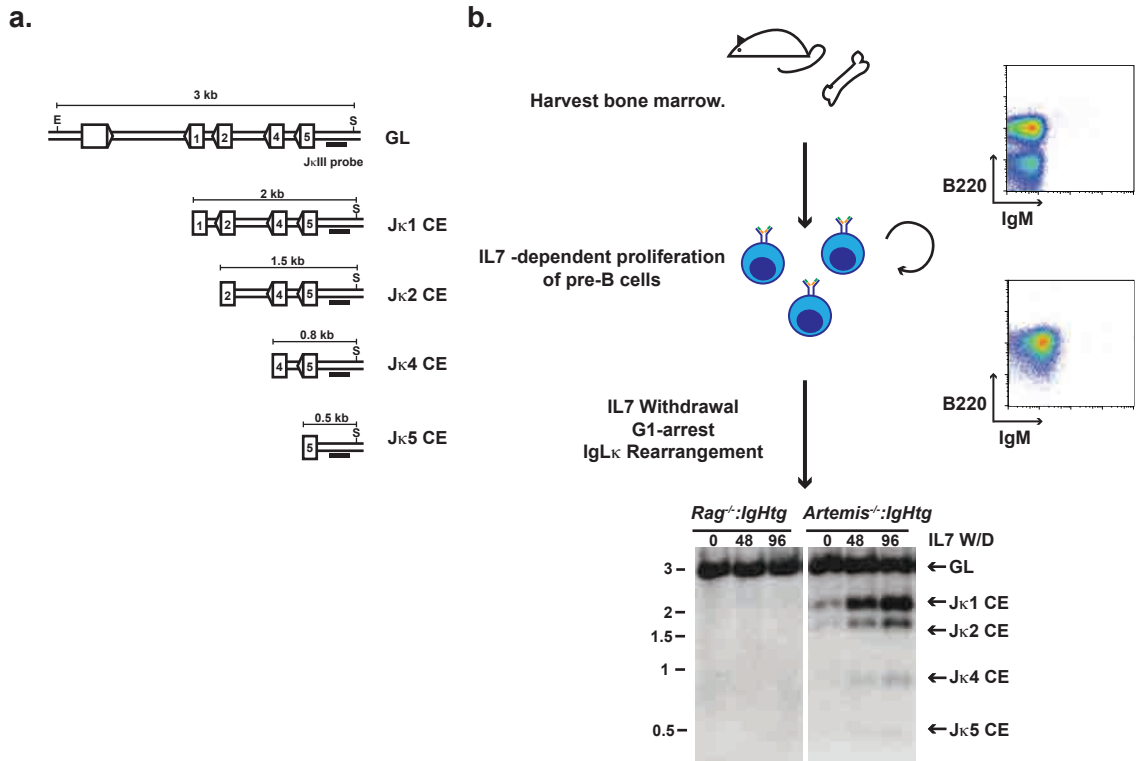 a.
3 kb
E
S
1
2
4
5
GL
JκIII probe
2 kb
S
1
2
4
5
Jκ1 CE
1.5 kb
S
2
4
5
Jκ2 CE
0.8 kb
S
4
5
Jκ4 CE
0.5 kb
S
5
Jκ5 CE
b.
Harvest bone marrow.
B220
IgM
IL7 -dependent proliferation
of pre-B cells
B220
IgM
IL7 Withdrawal
G1-arrest
IgLκ Rearrangement
Rag-/-:IgHtg
Artemis-/-:IgHtg
0 48 96
0 48 96
IL7 W/D
3
2
1.5
1
0.5
GL
Jκ1 CE
Jκ2 CE
Jκ4 CE
Jκ5 CE